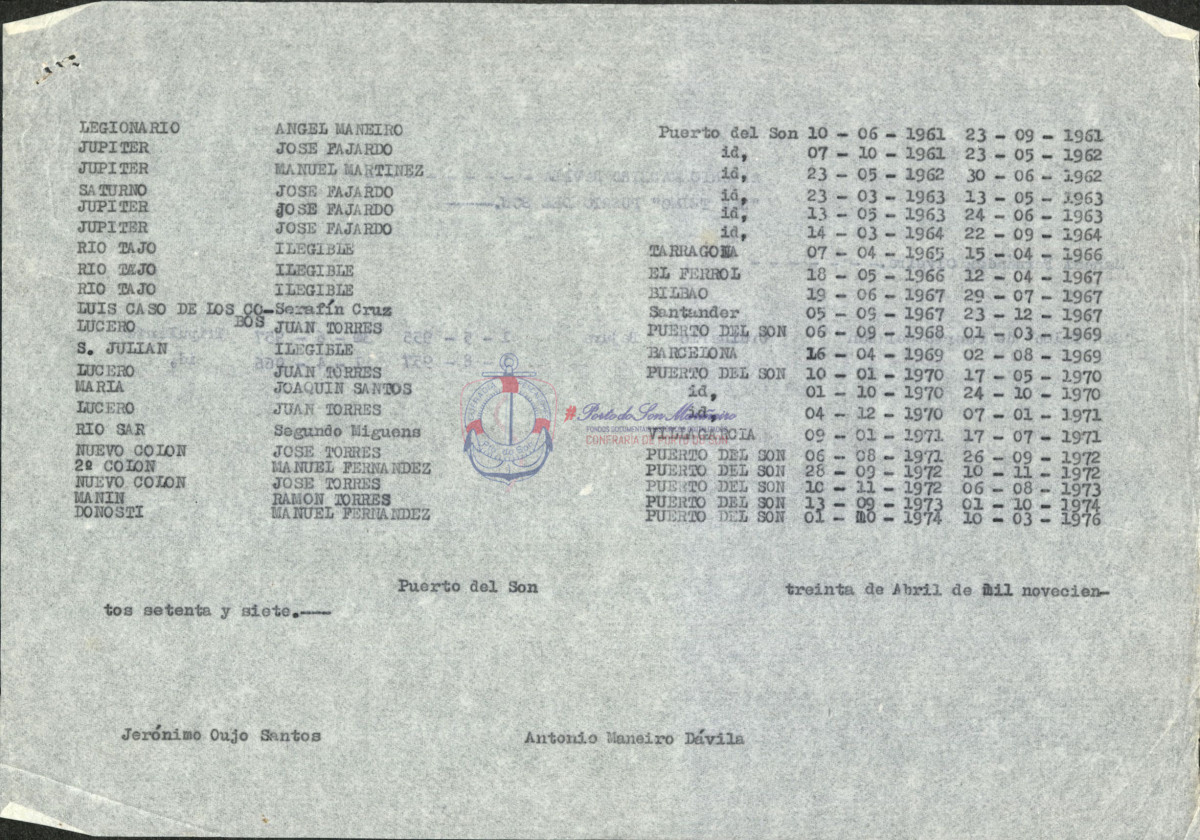 LEGIONARIO ANGEL MANEIRO Puerto del Son 10 - 06 - 1961 23 - 09 - 1961
JUPITER JOSE FAJARDO id, 07 - 10 - 1961 23 - 05 - 1962
JUPITER MANUEL MARTINEZ id, 23 - 05 - 1962 30 - 06 - 1962
SATURNO JOSE FAJARDO id, 23 - 03 - 1963 13 - 05 - 1963
JUPITER JOSE FAJARDO id, 13 - 05 - 1963 24 - 06 - 1963
JUPITER JOSE FAJARDO id, 14 - 03 - 1964 22 - 09 - 1964
RIO TAJO ILEGIBLE TARRAGONA 07 - 04 - 1965 15 - 04 - 1966
RIO TAJO ILEGIBLE EL FERROL 18 - 05 - 1966 12 - 04 - 1967
RIO TAJO ILEGIBLE BILBAO 19 - 06 - 1967 29 - 07 - 1967
LUIS CASO DE LOS CO- Serafín Cruz Santander 05 - 09 - 1967 23 - 12 - 1967
BOS
LUCERO JUAN TORRES PUERTO DEL SON 06 - 09 - 1968 01 - 03 - 1969
S. JULIAN ILEGIBLE BARCELONA 16 - 04 - 1969 02 - 08 - 1969
LUCERO JUAN TORRES PUERTO DEL SON 10 - 01 - 1970 17 - 05 - 1970
MARIA JOAQUIN SANTOS id, 01 - 10 - 1970 24 - 10 - 1970
LUCERO JUAN TORRES id, 04 - 12 - 1970 07 - 01 - 1971
RIO SAR Segundo Miguens VILLAGARCIA 09 - 01 - 1971 17 - 07 - 1971
NUEVO COLON JOSE TORRES PUERTO DEL SON 06 - 08 - 1971 26 - 09 - 1972
2º COLON MANUEL FERNANDEZ PUERTO DEL SON 28 - 09 - 1972 10 - 11 - 1972
NUEVO COLON JOSE TORRES PUERTO DEL SON 10 - 11 - 1972 06 - 08 - 1973
MANIN RAMON TORRES PUERTO DEL SON 13 - 09 - 1973 01 - 10 - 1974
DONOSTI MANUEL FERNANDEZ PUERTO DEL SON 01 - 10 - 1974 10 - 03 - 1976
# Porto do Son Mariñeiro
CONFRARÍA DE PORTO DO SON
Puerto del Son treinta de Abril de mil novecien-
tos setenta y siete.----
Jerónimo Oujo Santos Antonio Maneiro Dávila